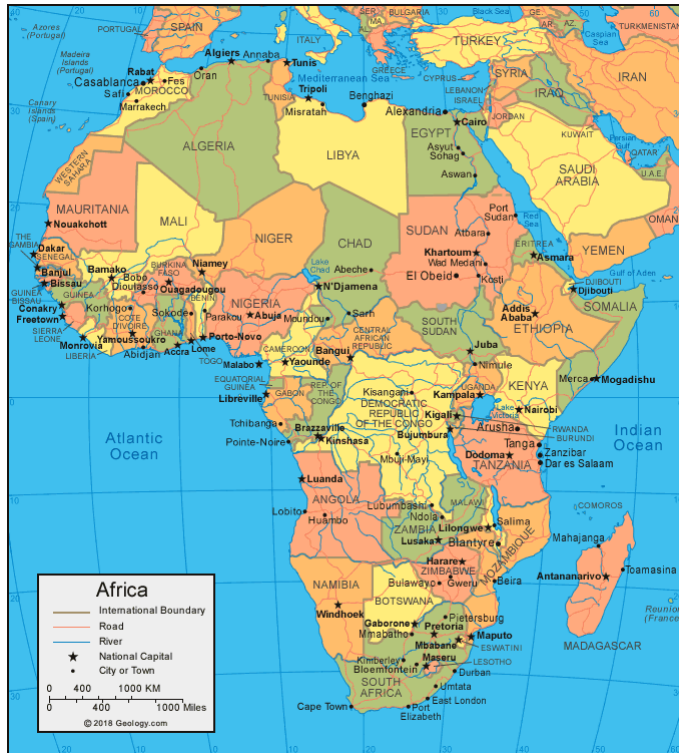 Azores
(Portugal)
PORTUGAL
SPAIN
ITALY
SER.
MA.
BULGARIA
Black Sea
GE.
AR.
AZ.
Caspian
Sea
TURKMENISTAN
TURKEY
GREECE
Madeira
Islands
(Portugal)
Rabat
Algiers
Annaba
Tunis
Casablanca
Fes
Oran
Safi
MOROCCO
Marrakech
TUNISIA
Tripoli
Misratah
Mediterranean Sea
Benghazi
CYPRUS
LEBANON
ISRAEL
SYRIA
IRAQ
IRAN
JORDAN
KUWAIT
Persian
Gulf
QATAR
U.A.E.
Alexandria
Cairo
EGYPT
Asyut
Sohag
Aswan
SAUDI
ARABIA
OMAN
YEMEN
Red
Sea
Gulf of Aden
Canary
Islands
(Spain)
WESTERN
SAHARA
ALGERIA
LIBYA
MAURITANIA
Nouakchott
MALI
NIGER
CHAD
SUDAN
Port
Sudan
Atbara
Khartoum
Wad Medani
El Obeid
Kosti
ERITREA
Asmara
DJIBOUTI
Djibouti
THE
GAMBIA
Dakar
SENEGAL
Banjul
Bissau
GUINEA
BISSAU
GUINEA
Bamako
Bobo
Dioulasso
BURKINA
FASO
Ouagadougou
Niamey
Lake
Chad
Abeche
N'Djamena
Conakry
Freetown
SIERRA
LEONE
Korhogo
COTE
D'IVOIRE
Yamoussoukro
Monrovia
LIBERIA
Abidjan
Sokode
GHANA
Accra
Lome
TOGO
BENIN
Parakou
Porto-Novo
NIGERIA
Abuja
Moundou
Sarh
CENTRAL
AFRICAN
REPUBLIC
Bangui
CAMEROON
Yaounde
Malabo
EQUATORIAL
GUINEA
Libreville
GABON
REP. OF
THE
CONGO
SOUTH
SUDAN
Juba
Nimule
Addis
Ababa
ETHIOPIA
SOMALIA
Merca
Mogadishu
KENYA
Nairobi
UGANDA
Kampala
Lake
Victoria
Kisangani
DEMOCRATIC
REPUBLIC
OF THE CONGO
Kigali
Bujumbura
RWANDA
BURUNDI
Arusha
Tanga
Zanzibar
Dar es Salaam
Dodoma
TANZANIA
Tchibanga
Pointe-Noire
Brazzaville
Kinshasa
Mbuji-Mayi
Atlantic
Ocean
Indian
Ocean
Luanda
ANGOLA
Lobito
Huambo
Lubumbashi
Ndola
ZAMBIA
Lusaka
MALAWI
Lilongwe
Salima
Blantyre
MOZAMBIQUE
COMOROS
Mahajanga
Toamasina
Antananarivo
MADAGASCAR
Reunion
(France)
Harare
ZIMBABWE
Bulawayo
Gweru
Beira
NAMIBIA
Windhoek
BOTSWANA
Gaborone
Mmabatho
Pietersburg
Pretoria
Mbabane
Maputo
ESWATINI
Kimberley
Maseru
Bloemfontein
LESOTHO
Durban
SOUTH
AFRICA
Umtata
East London
Port
Elizabeth
Cape Town
Africa
International Boundary
Road
River
National Capital
City or Town
0 400 1000 KM
0 400 1000 Miles
© 2018 Geology.com